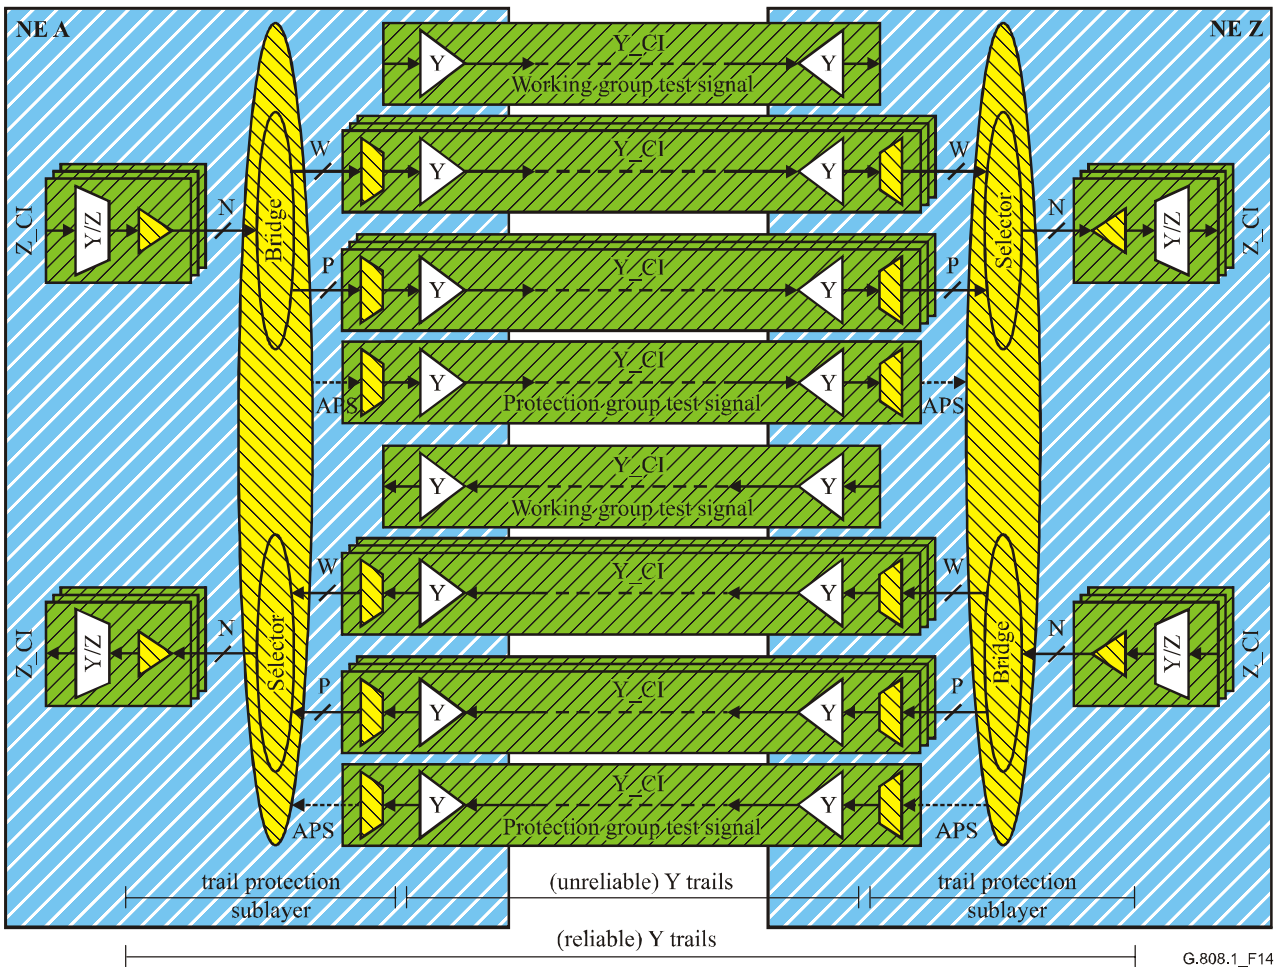 NE A
NE Z
Y_CI
Y
Y
Working group test signal
W
Y_CI
W
Y
Y
Z_CI
Y/Z
N
Bridge
Selector
N
Y/Z
Z_CI
P
Y_CI
P
Y
Y
Y_CI
Y
Y
APS
Protection group test signal
APS
Y_CI
Y
Y
Working group test signal
W
Y_CI
W
Y
Y
Z_CI
Y/Z
N
Selector
Bridge
N
Y/Z
Z_CI
P
Y_CI
P
Y
Y
Y_CI
Y
Y
APS
Protection group test signal
APS
trail protection
sublayer
(unreliable) Y trails
trail protection
sublayer
(reliable) Y trails
G.808.1_F14